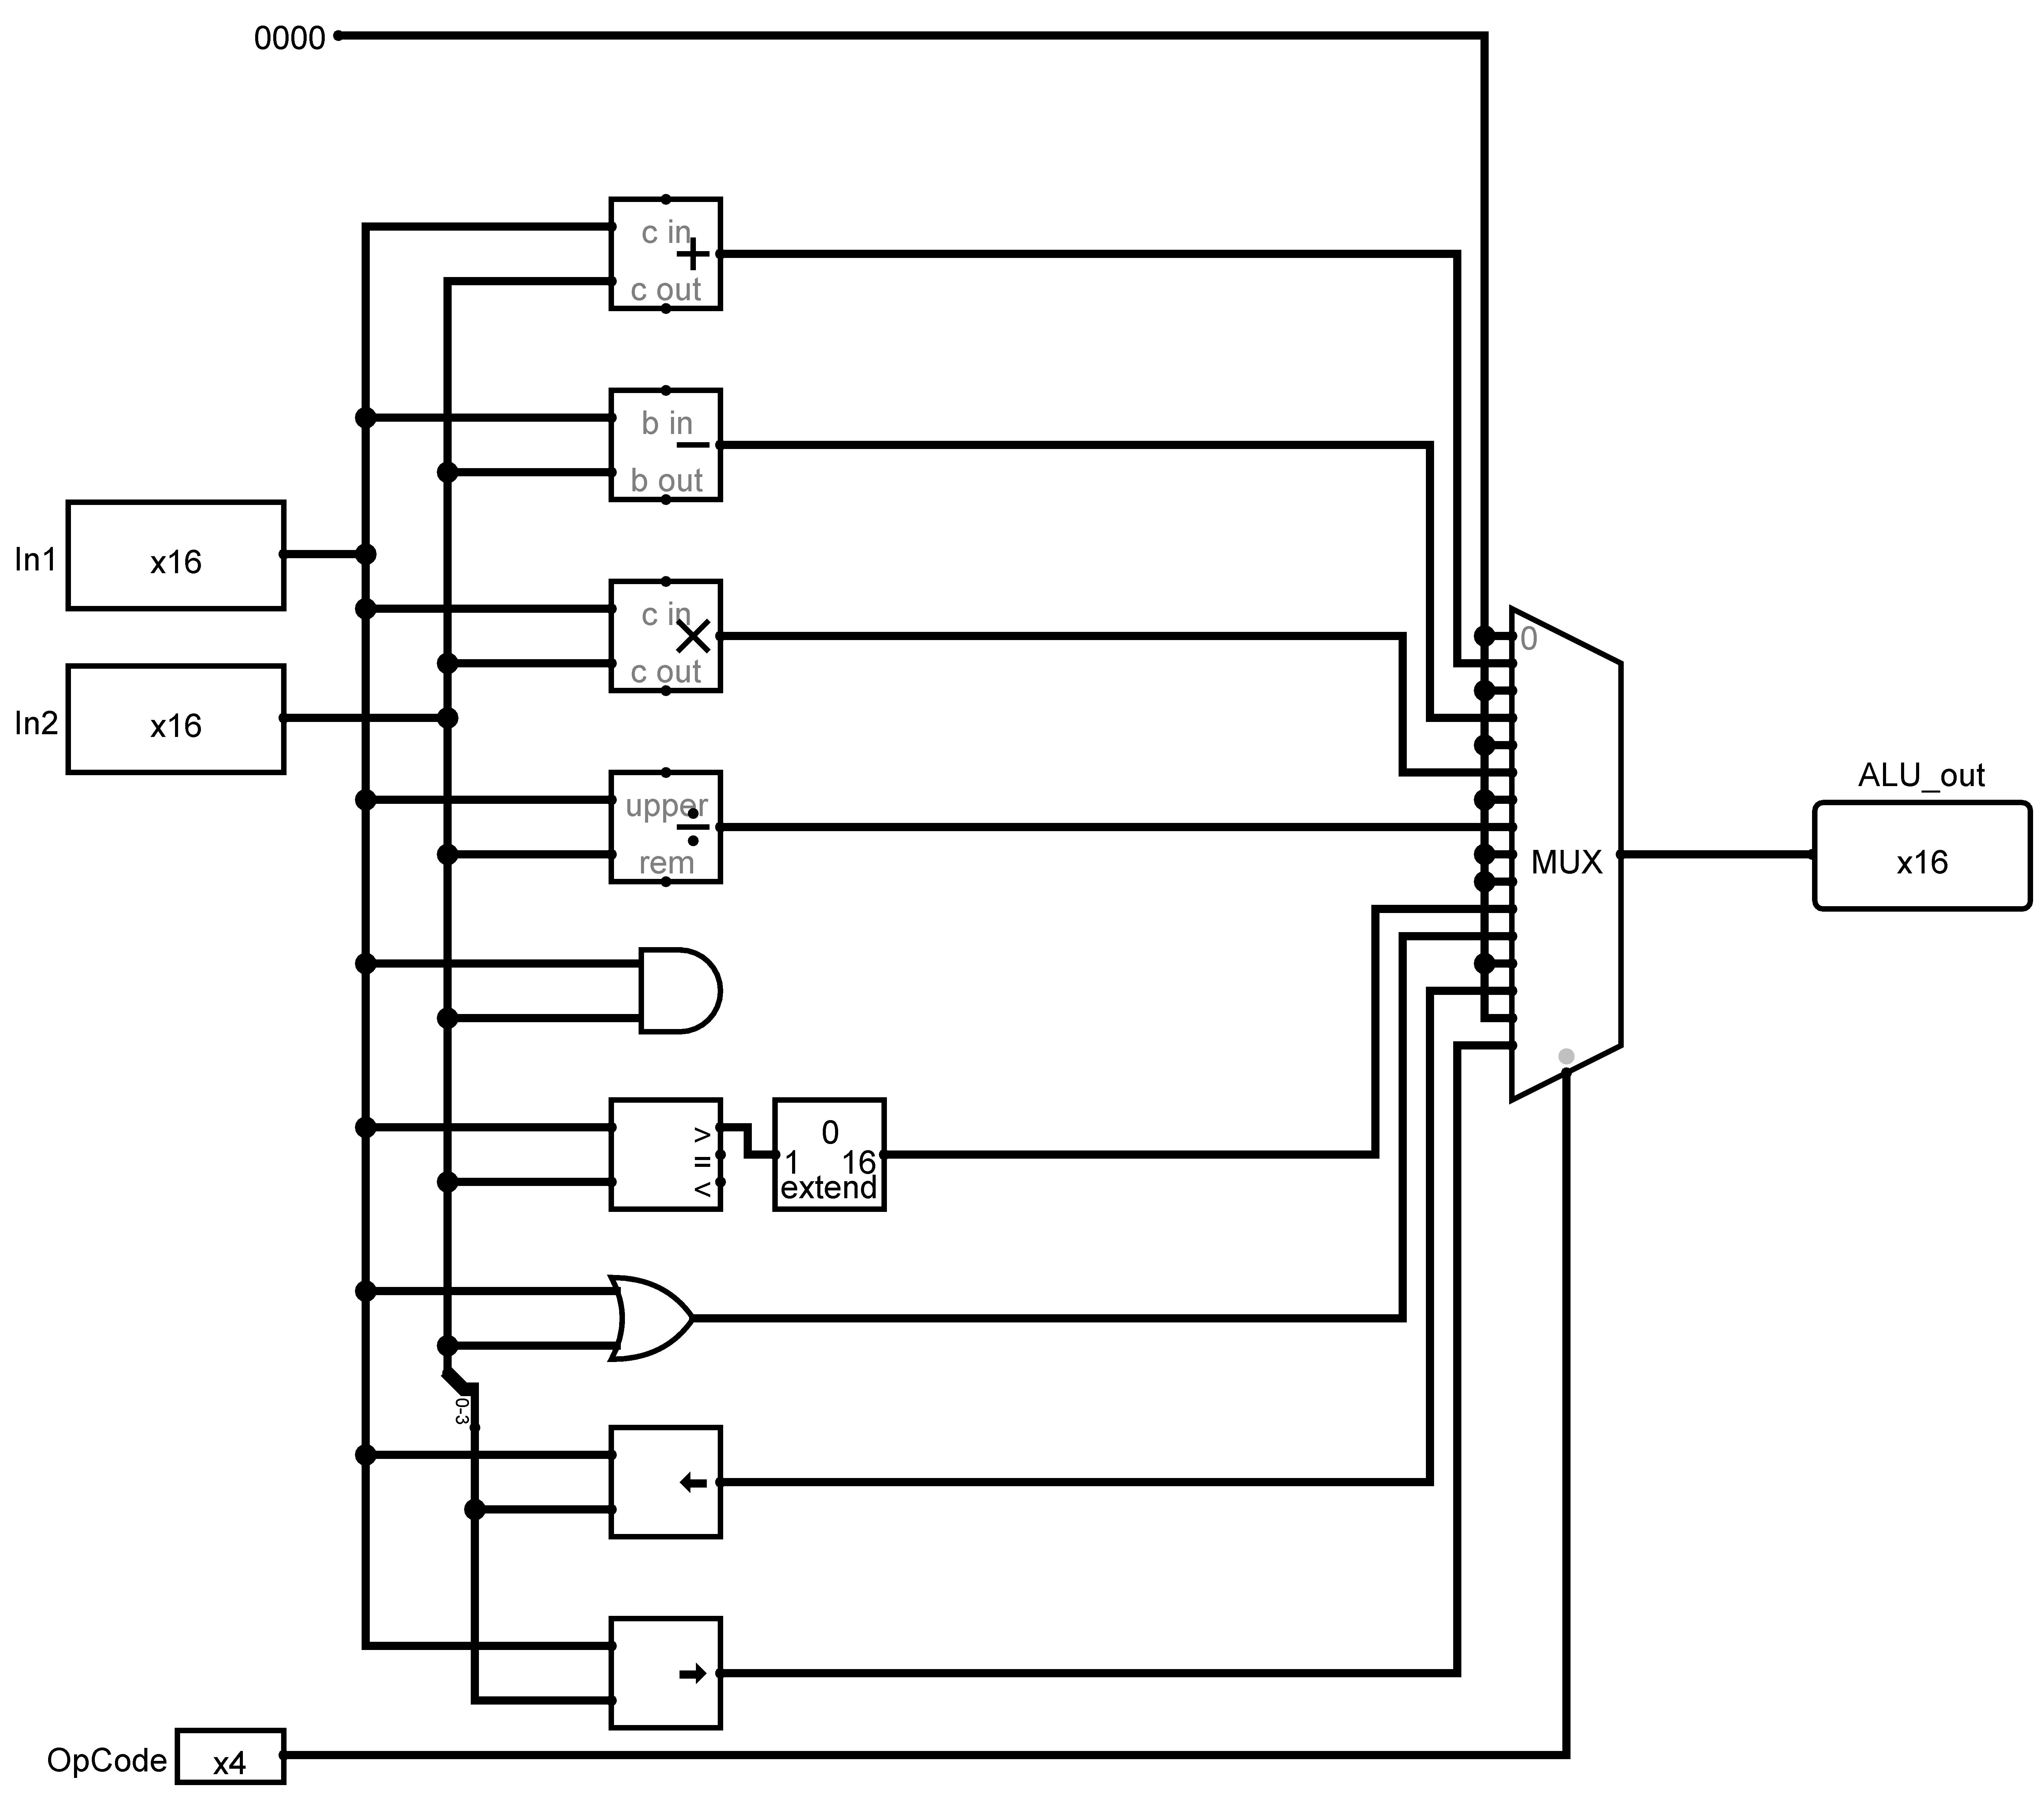 0000
c in
+
c out
b in
−
b out
In1 x16
c in
×
c out
0
In2 x16
ALU_out
upper
÷
rem
MUX
x16
>
=
<
0
1 16
extend
0-3
OpCode x4